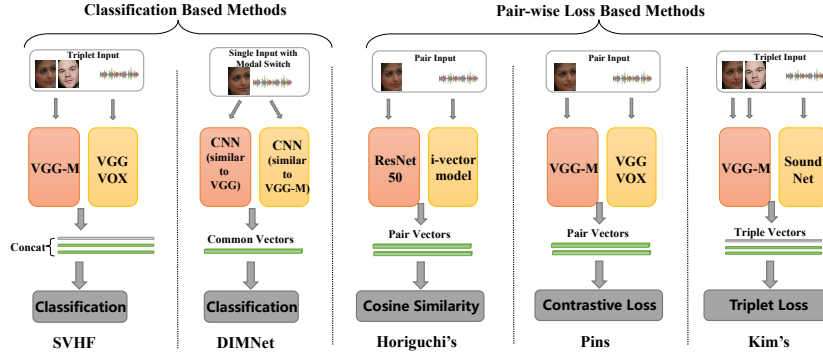 Classification Based Methods
Pair-wise Loss Based Methods
Triplet Input
VGG-M
VGG
VOX
Concat
Classification
SVHF
Single Input with
Modal Switch
CNN
(similar
to
VGG)
CNN
(similar
to
VGG-M)
Common Vectors
Classification
DIMNet
Pair Input
ResNet
50
i-vector
model
Pair Vectors
Cosine Similarity
Horiguchi's
Pair Input
VGG-M
VGG
VOX
Pair Vectors
Contrastive Loss
Pins
Triplet Input
VGG-M
Sound
Net
Triple Vectors
Triplet Loss
Kim's